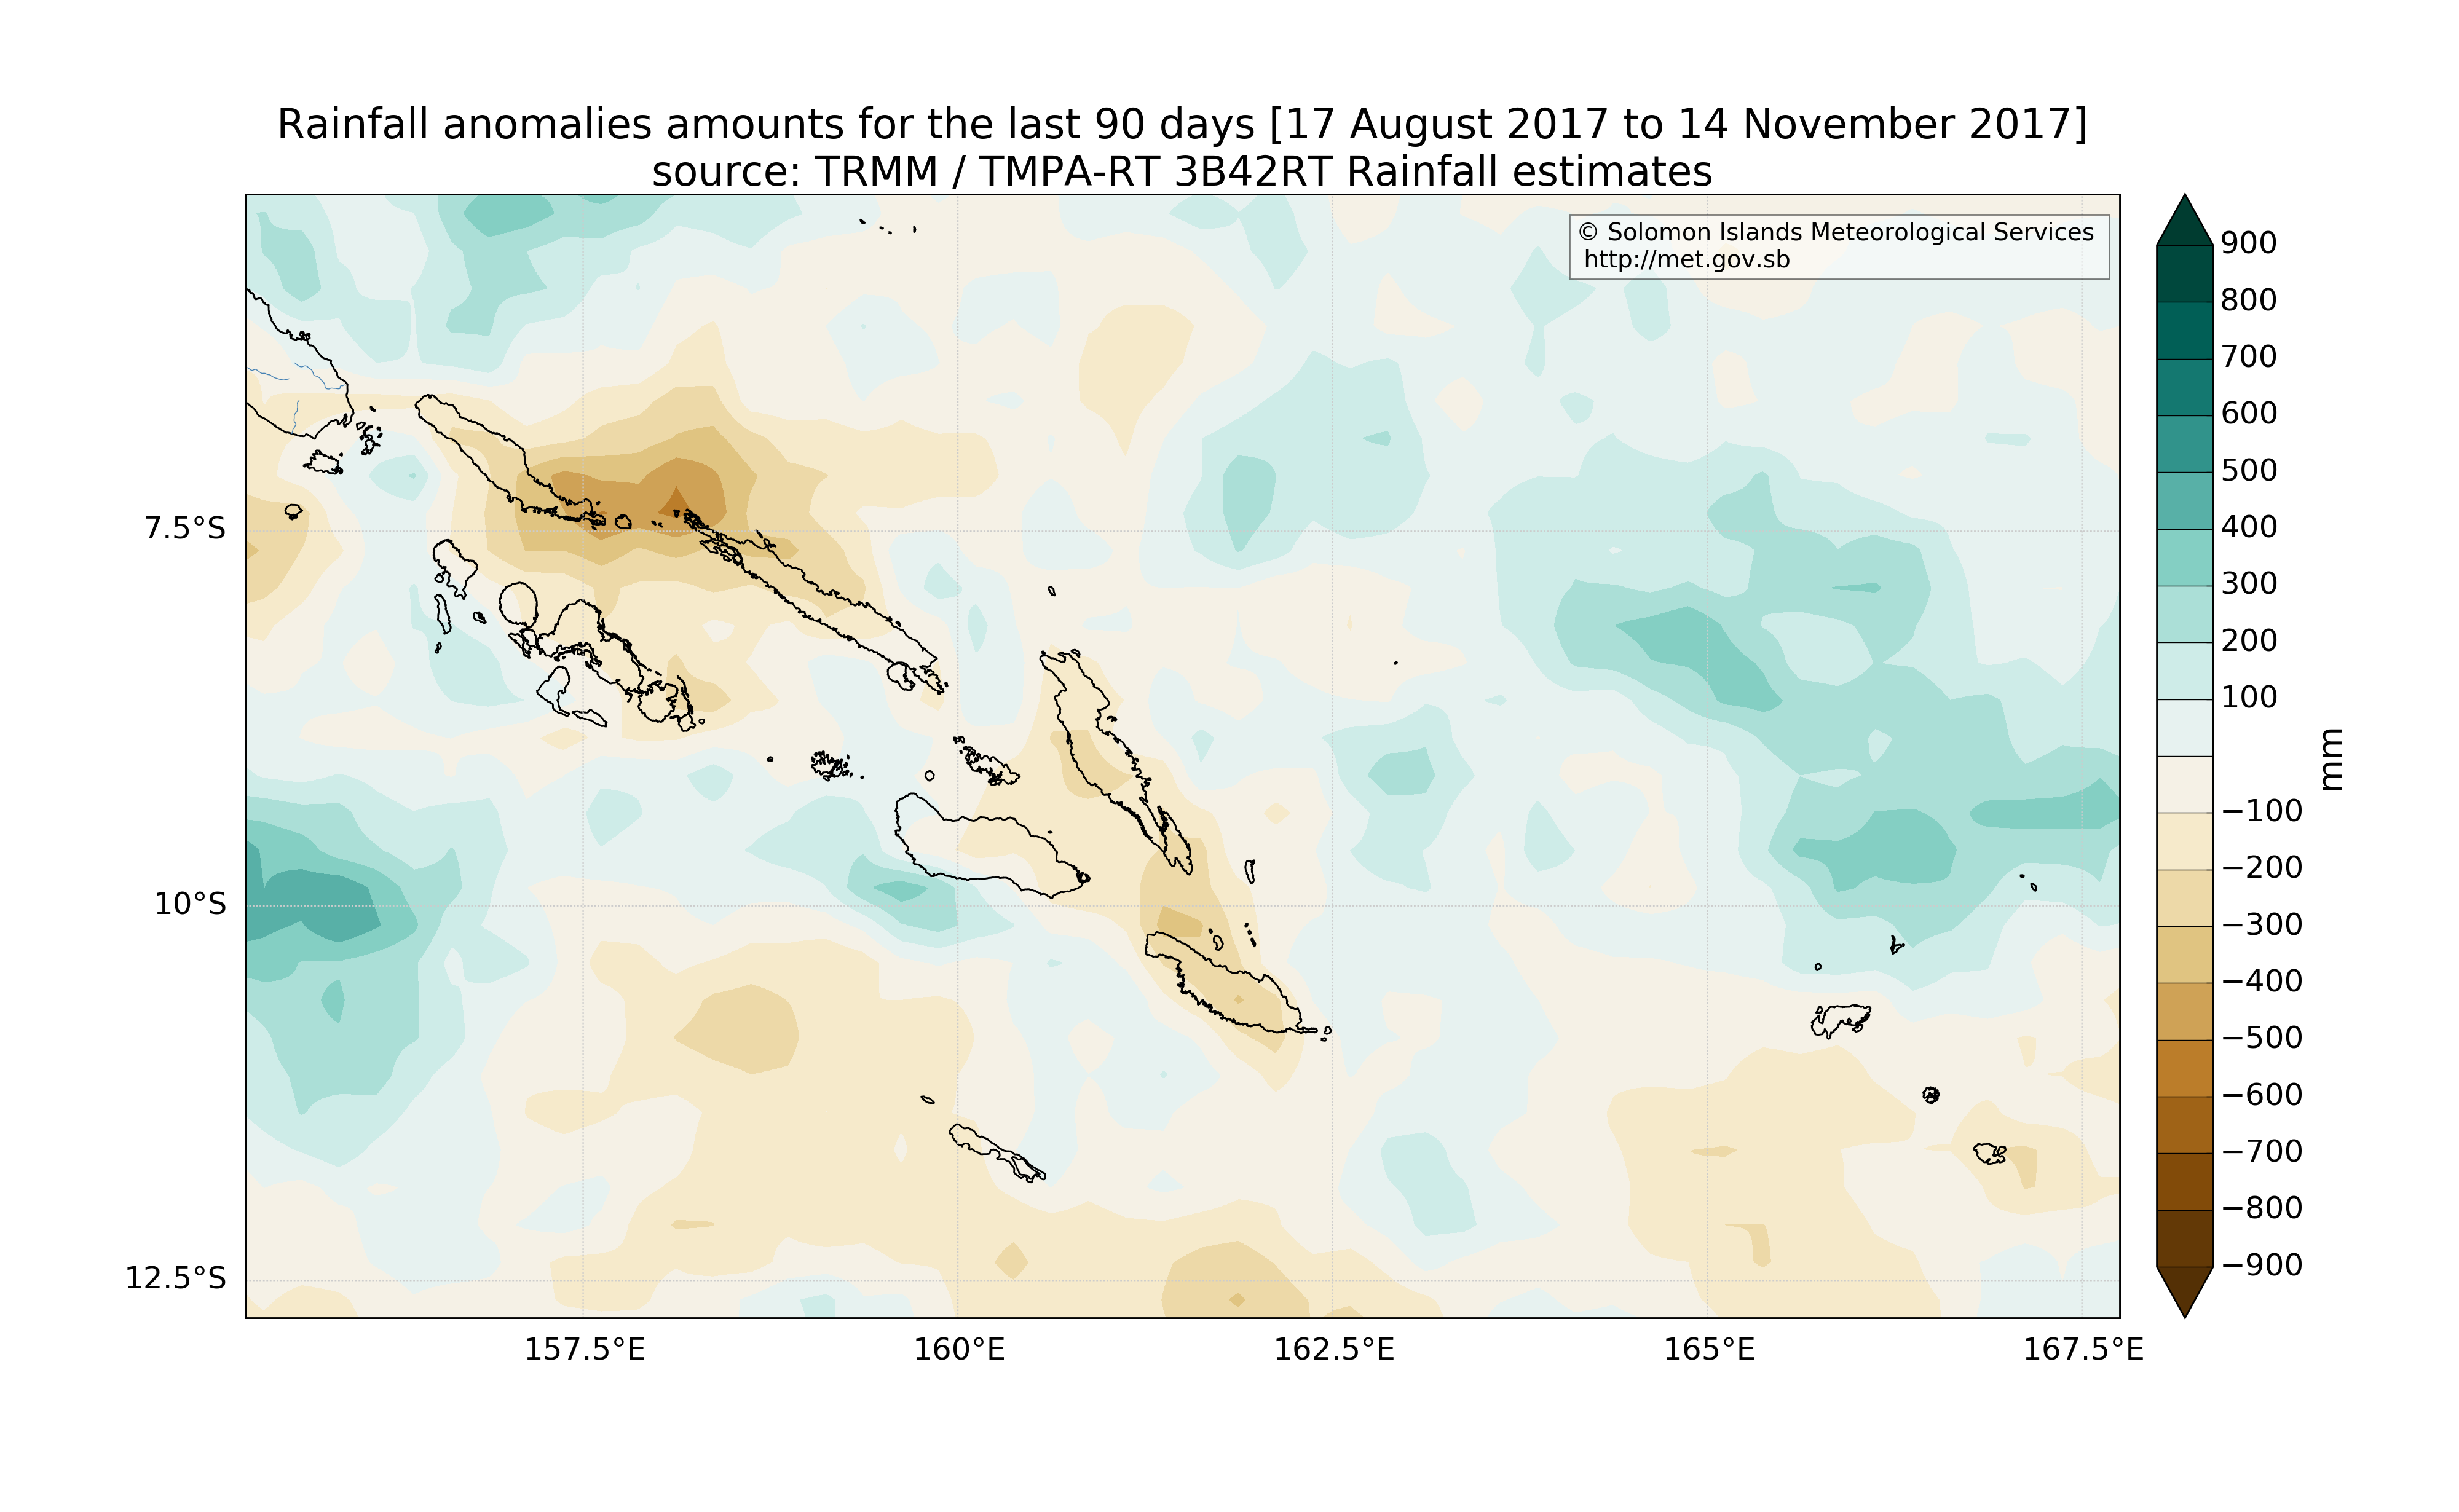 Rainfall anomalies amounts for the last 90 days [17 August 2017 to 14 November 2017]
source: TRMM / TMPA-RT 3B42RT Rainfall estimates
© Solomon Islands Meteorological Services
http://met.gov.sb
7.5°S
10°S
12.5°S
157.5°E
160°E
162.5°E
165°E
167.5°E
900
800
700
600
500
400
300
200
100
−100
−200
−300
−400
−500
−600
−700
−800
−900
mm